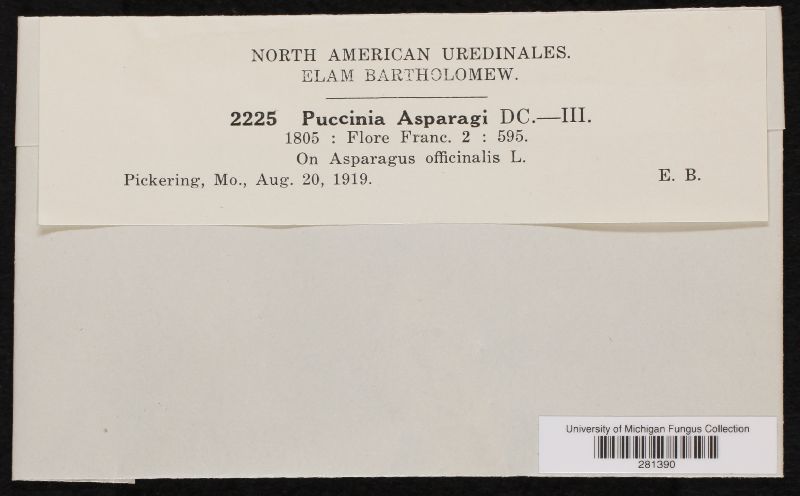 NORTH AMERICAN UREDINALES.
ELAM BARTHOLOMEW.
2225 Puccinia Asparagi DC.—III.
1805 : Flore Franc. 2 : 595.
On Asparagus officinalis L.
Pickering, Mo., Aug. 20, 1919. E. B.
University of Michigan Fungus Collection
281390